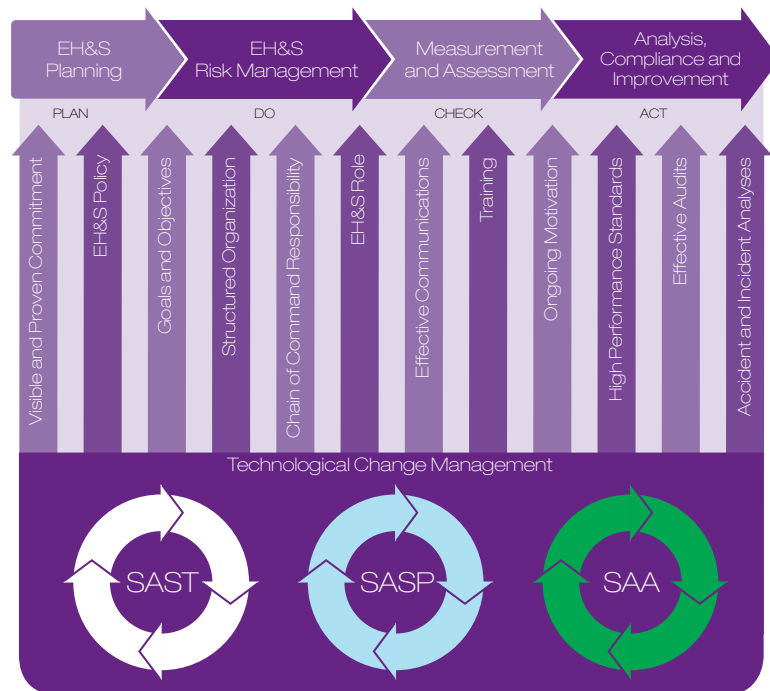 EH&S
Planning
EH&S
Risk Management
Measurement
and Assessment
Analysis,
Compliance and
Improvement
PLAN
DO
CHECK
ACT
Visible and Proven Commitment
EH&S Policy
Goals and Objectives
Structured Organization
Chain of Command Responsibility
EH&S Role
Effective Communications
Training
Ongoing Motivation
High Performance Standards
Effective Audits
Accident and Incident Analyses
Technological Change Management
SAST
SASP
SAA